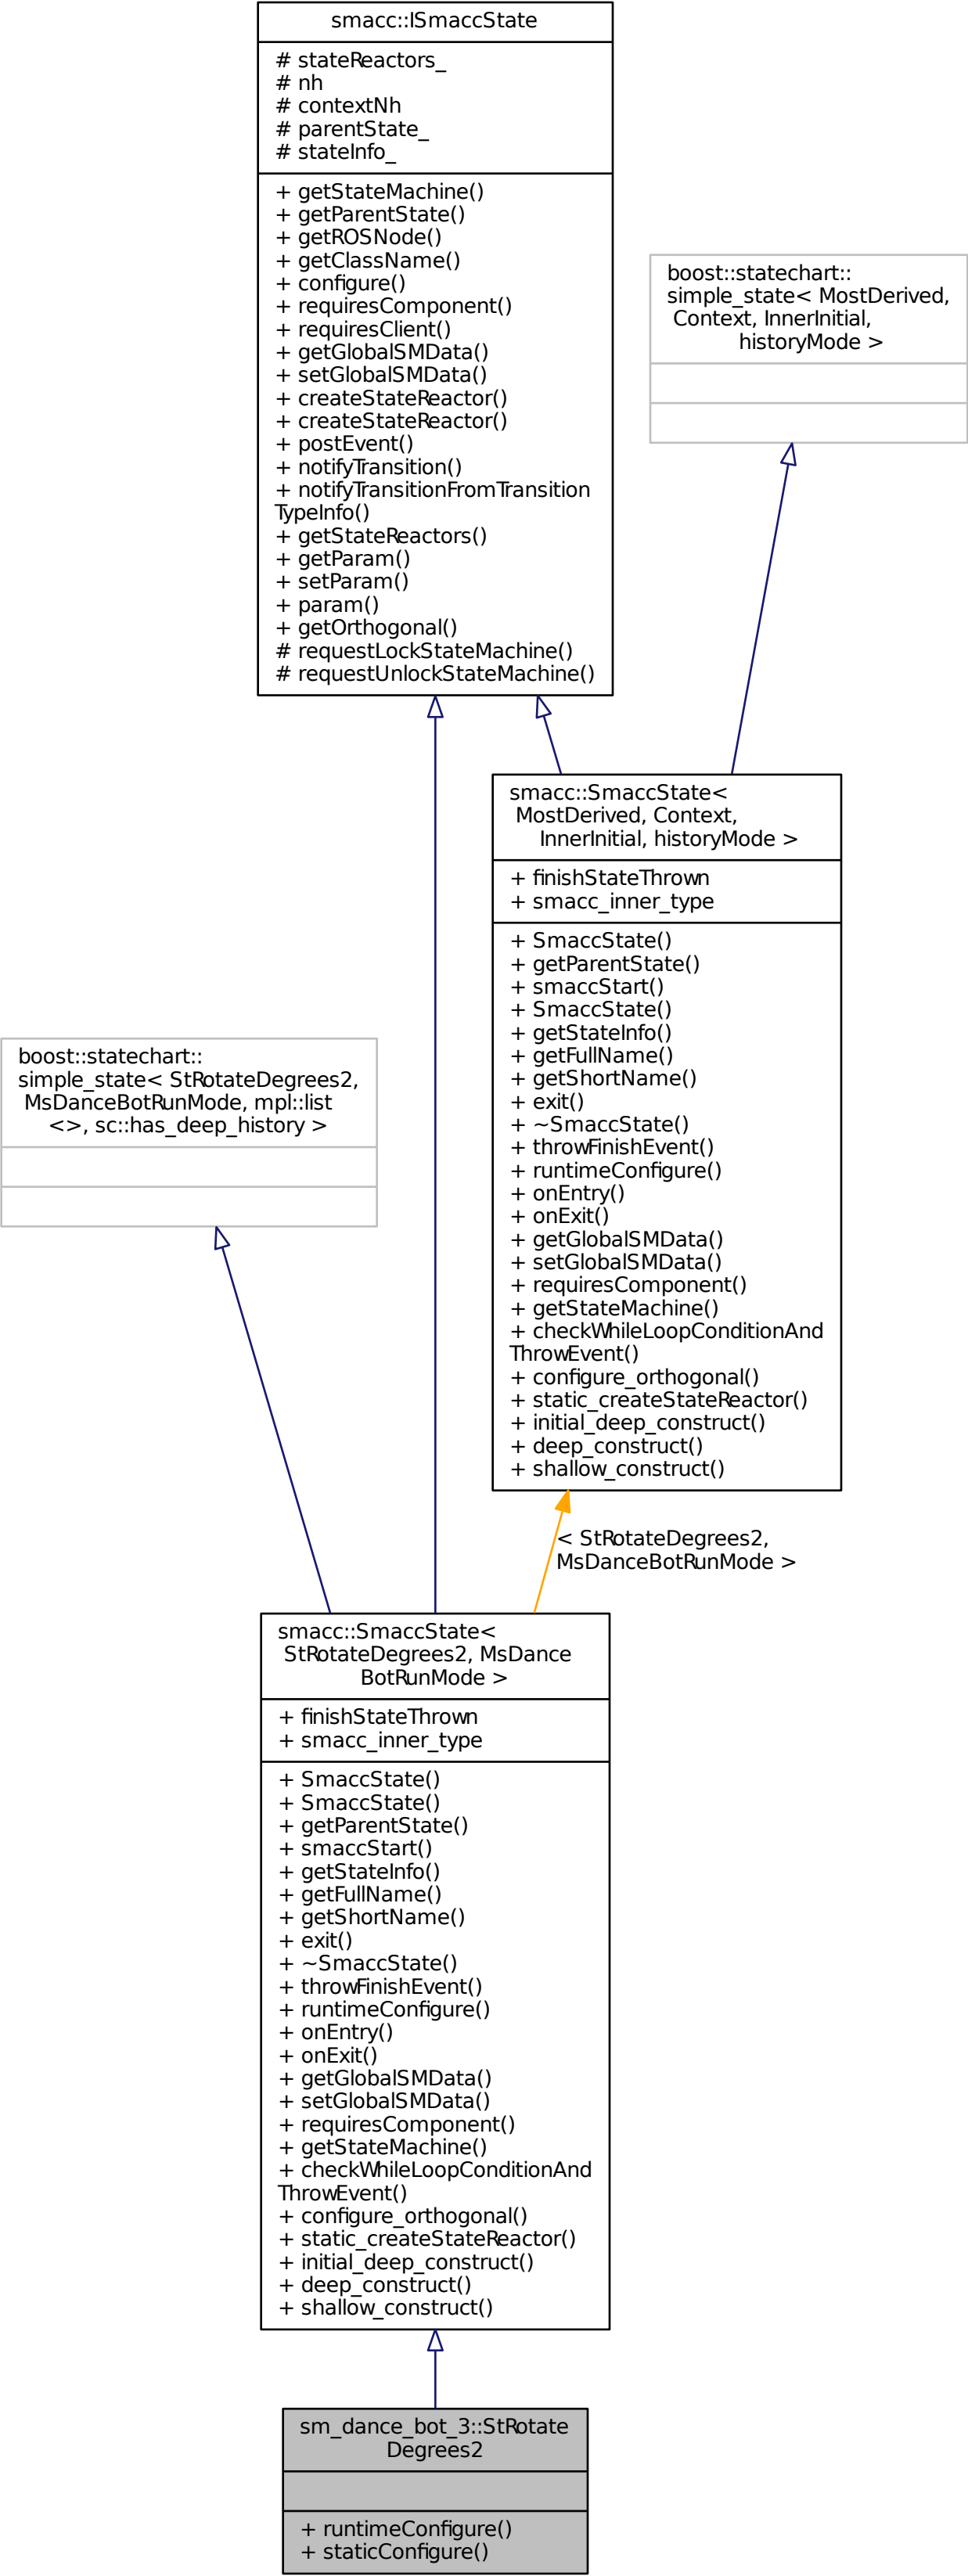 smacc::ISmaccState
# stateReactors_
# nh
# contextNh
# parentState_
# stateInfo_
+ getStateMachine()
+ getParentState()
+ getROSNode()
+ getClassName()
+ configure()
+ requiresComponent()
+ requiresClient()
+ getGlobalSMData()
+ setGlobalSMData()
+ createStateReactor()
+ createStateReactor()
+ postEvent()
+ notifyTransition()
+ notifyTransitionFromTransition
TypeInfo()
+ getStateReactors()
+ getParam()
+ setParam()
+ param()
+ getOrthogonal()
# requestLockStateMachine()
# requestUnlockStateMachine()
boost::statechart::
simple_state< MostDerived,
Context, InnerInitial,
historyMode >
smacc::SmaccState<
MostDerived, Context,
InnerInitial, historyMode >
+ finishStateThrown
+ smacc_inner_type
+ SmaccState()
+ getParentState()
+ smaccStart()
+ SmaccState()
+ getStateInfo()
+ getFullName()
+ getShortName()
+ exit()
+ ~SmaccState()
+ throwFinishEvent()
+ runtimeConfigure()
+ onEntry()
+ onExit()
+ getGlobalSMData()
+ setGlobalSMData()
+ requiresComponent()
+ getStateMachine()
+ checkWhileLoopConditionAnd
ThrowEvent()
+ configure_orthogonal()
+ static_createStateReactor()
+ initial_deep_construct()
+ deep_construct()
+ shallow_construct()
boost::statechart::
simple_state< StRotateDegrees2,
MsDanceBotRunMode, mpl::list
<>, sc::has_deep_history >
< StRotateDegrees2,
MsDanceBotRunMode >
smacc::SmaccState<
StRotateDegrees2, MsDance
BotRunMode >
+ finishStateThrown
+ smacc_inner_type
+ SmaccState()
+ SmaccState()
+ getParentState()
+ smaccStart()
+ getStateInfo()
+ getFullName()
+ getShortName()
+ exit()
+ ~SmaccState()
+ throwFinishEvent()
+ runtimeConfigure()
+ onEntry()
+ onExit()
+ getGlobalSMData()
+ setGlobalSMData()
+ requiresComponent()
+ getStateMachine()
+ checkWhileLoopConditionAnd
ThrowEvent()
+ configure_orthogonal()
+ static_createStateReactor()
+ initial_deep_construct()
+ deep_construct()
+ shallow_construct()
sm_dance_bot_3::StRotate
Degrees2
+ runtimeConfigure()
+ staticConfigure()